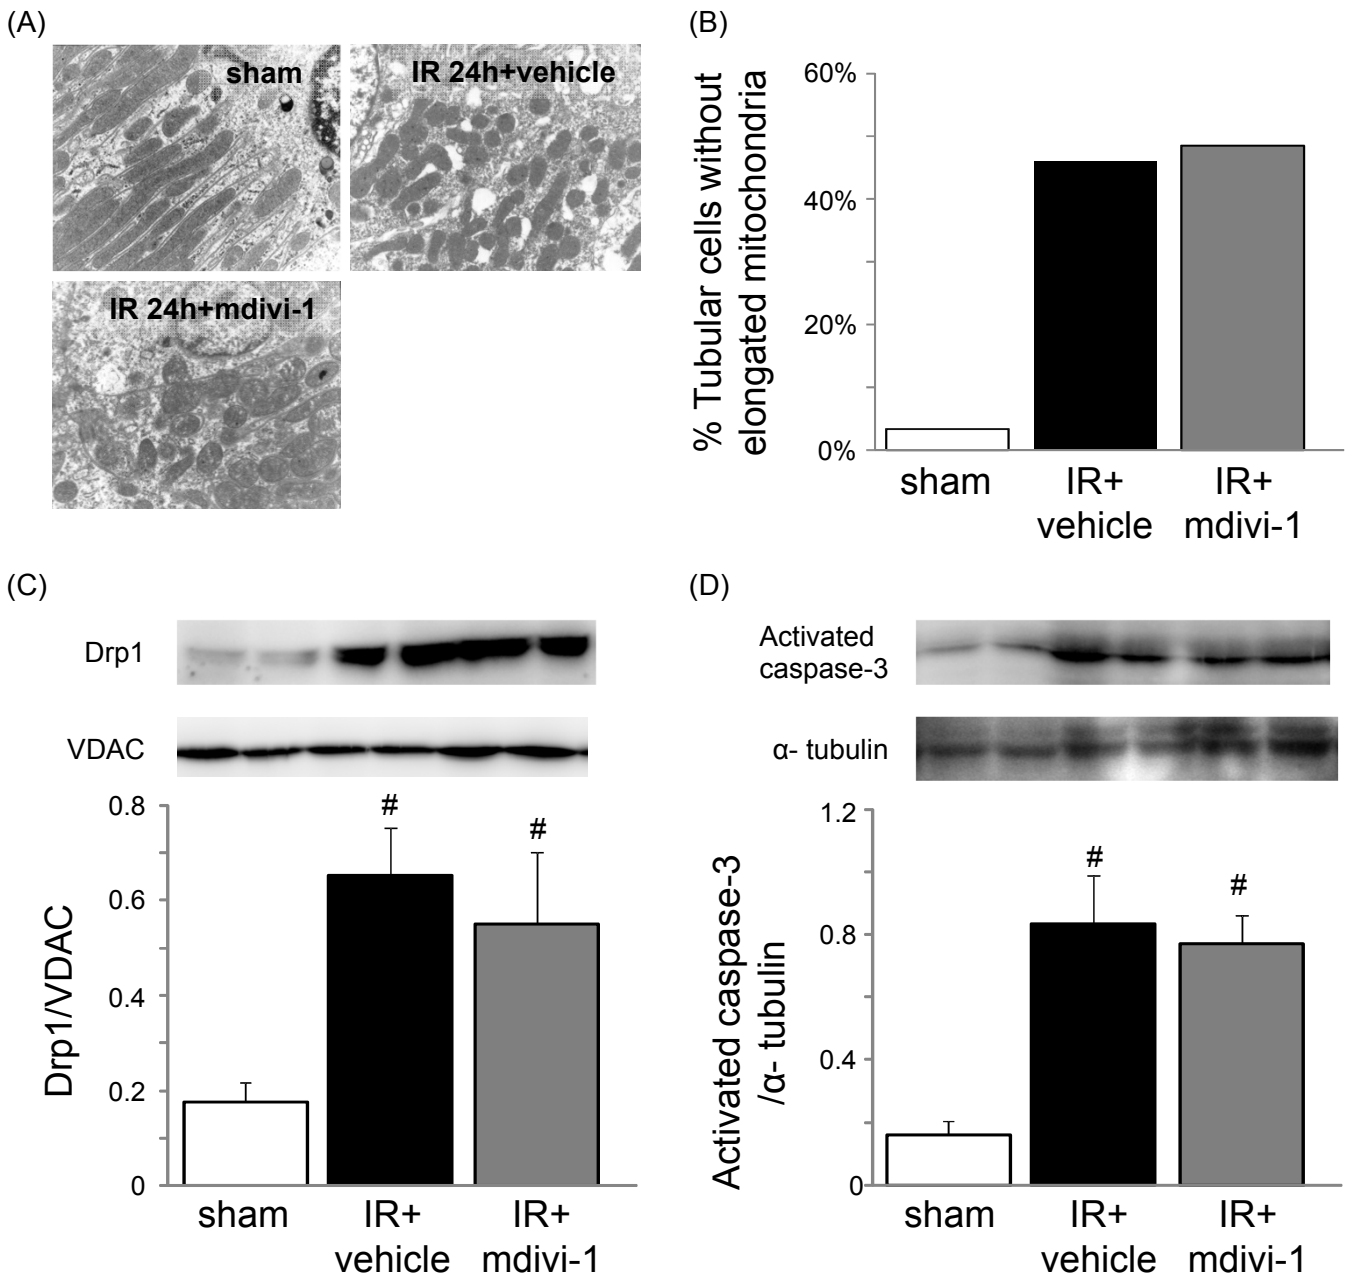 (A)
sham
IR 24h+vehicle
IR 24h+mdivi-1
(B)
% Tubular cells without
elongated mitochondria
60%
40%
20%
0%
sham
IR+
vehicle
IR+
mdivi-1
(C)
Drp1
VDAC
Drp1/VDAC
0.8
0.6
0.4
0.2
0
#
#
sham
IR+
vehicle
IR+
mdivi-1
(D)
Activated
caspase-3
α- tubulin
Activated caspase-3
/α- tubulin
1.2
0.8
0.4
0
#
#
sham
IR+
vehicle
IR+
mdivi-1